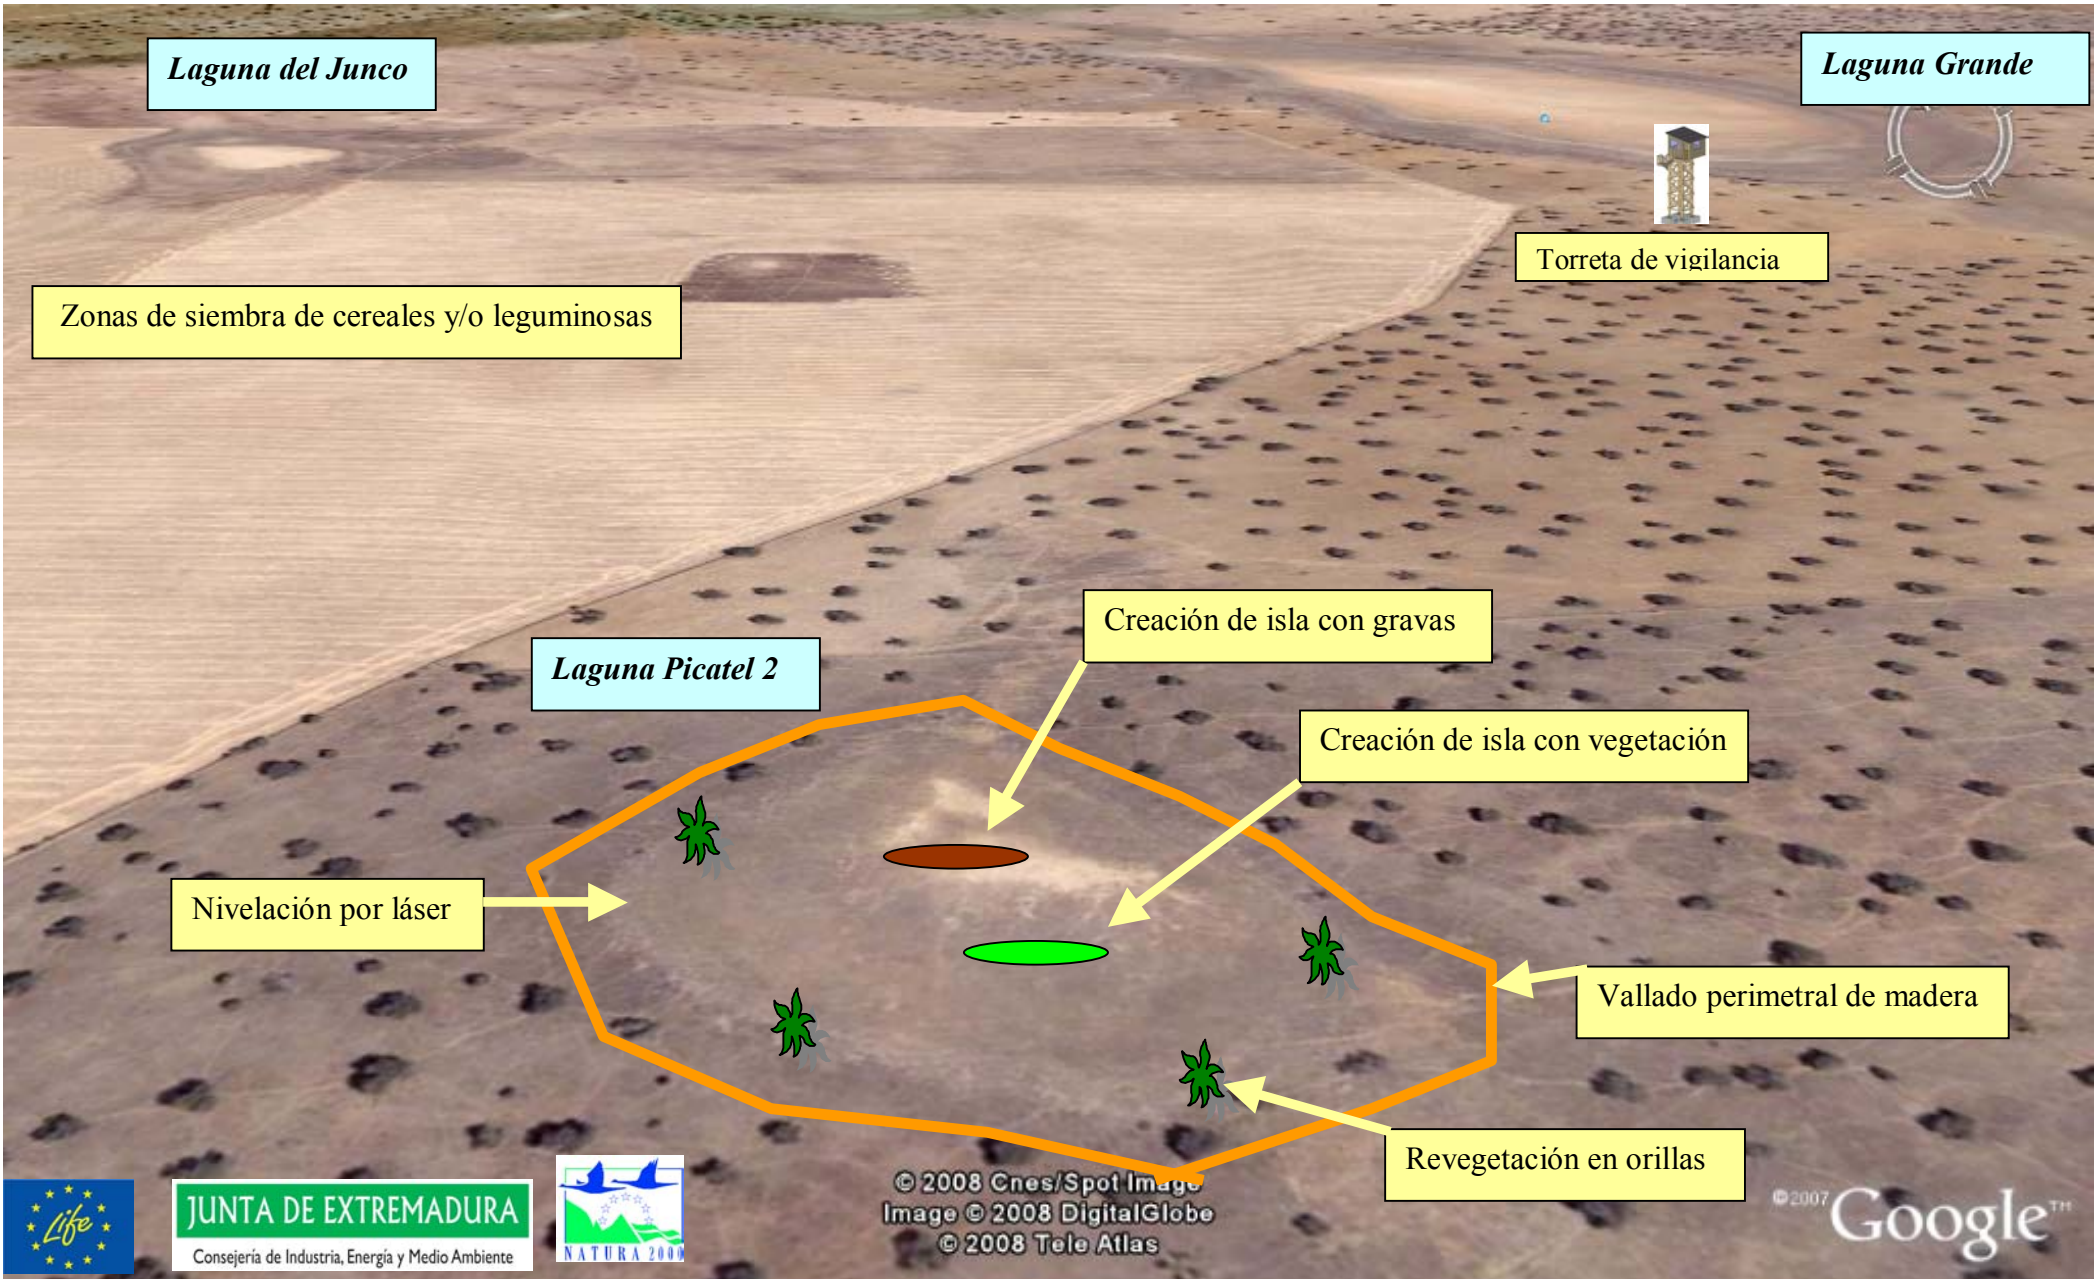 Laguna del Junco
Laguna Grande
Torreta de vigilancia
Zonas de siembra de cereales y/o leguminosas
Creación de isla con gravas
Laguna Picatel 2
Creación de isla con vegetación
Nivelación por láser
Vallado perimetral de madera
Revegetación en orillas
Life
JUNTA DE EXTREMADURA
Consejería de Industria, Energía y Medio Ambiente
NATURA 2000
© 2008 Cnes/Spot Image
Image © 2008 DigitalGlobe
© 2008 Tele Atlas
©2007 Google™